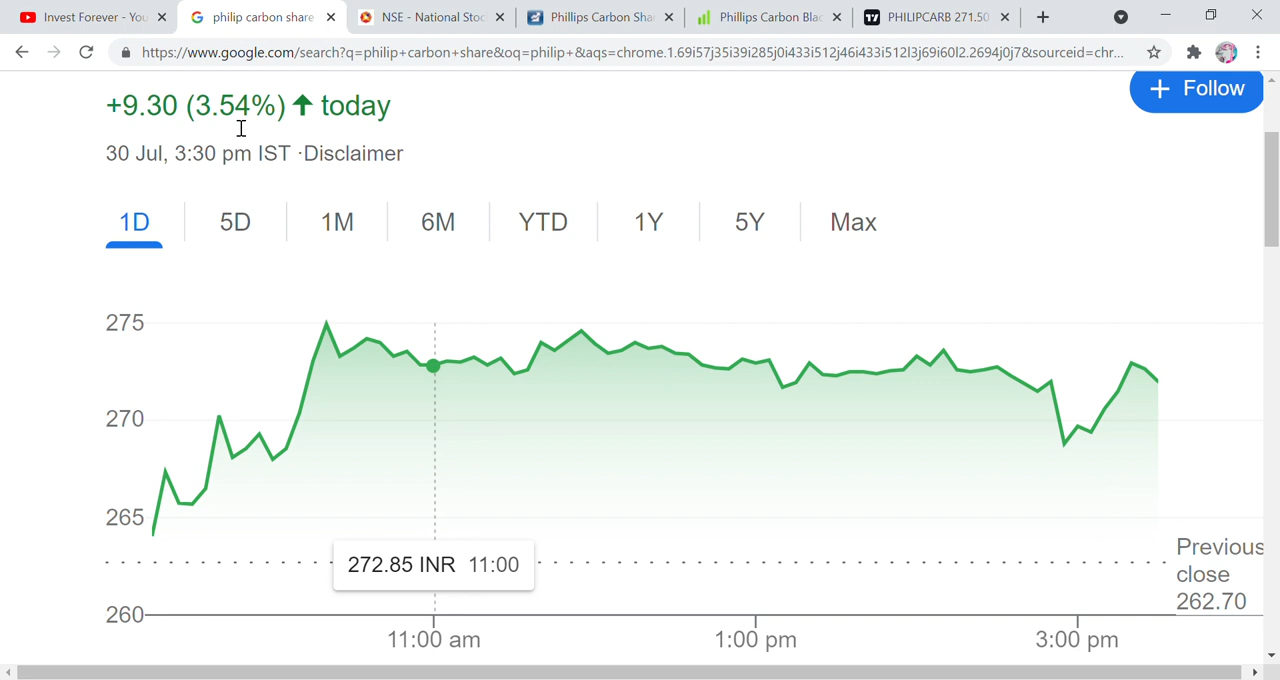 Invest Forever - You
philip carbon share
NSE - National Stoc
Phillips Carbon Sha
Phillips Carbon Blac
PHILIPCARB 271.50
https://www.google.com/search?q=philip+carbon+share&oq=philip+&aqs=chrome.1.69i57j35i39i285j0i433i512j46i433i512l3j69i60l2.2694j0j7&sourceid=chr...
+ Follow
+9.30 (3.54%) ↑ today
30 Jul, 3:30 pm IST ·Disclaimer
1D 5D 1M 6M YTD 1Y 5Y Max
275
270
265
260
272.85 INR 11:00
Previous
close
262.70
11:00 am 1:00 pm 3:00 pm